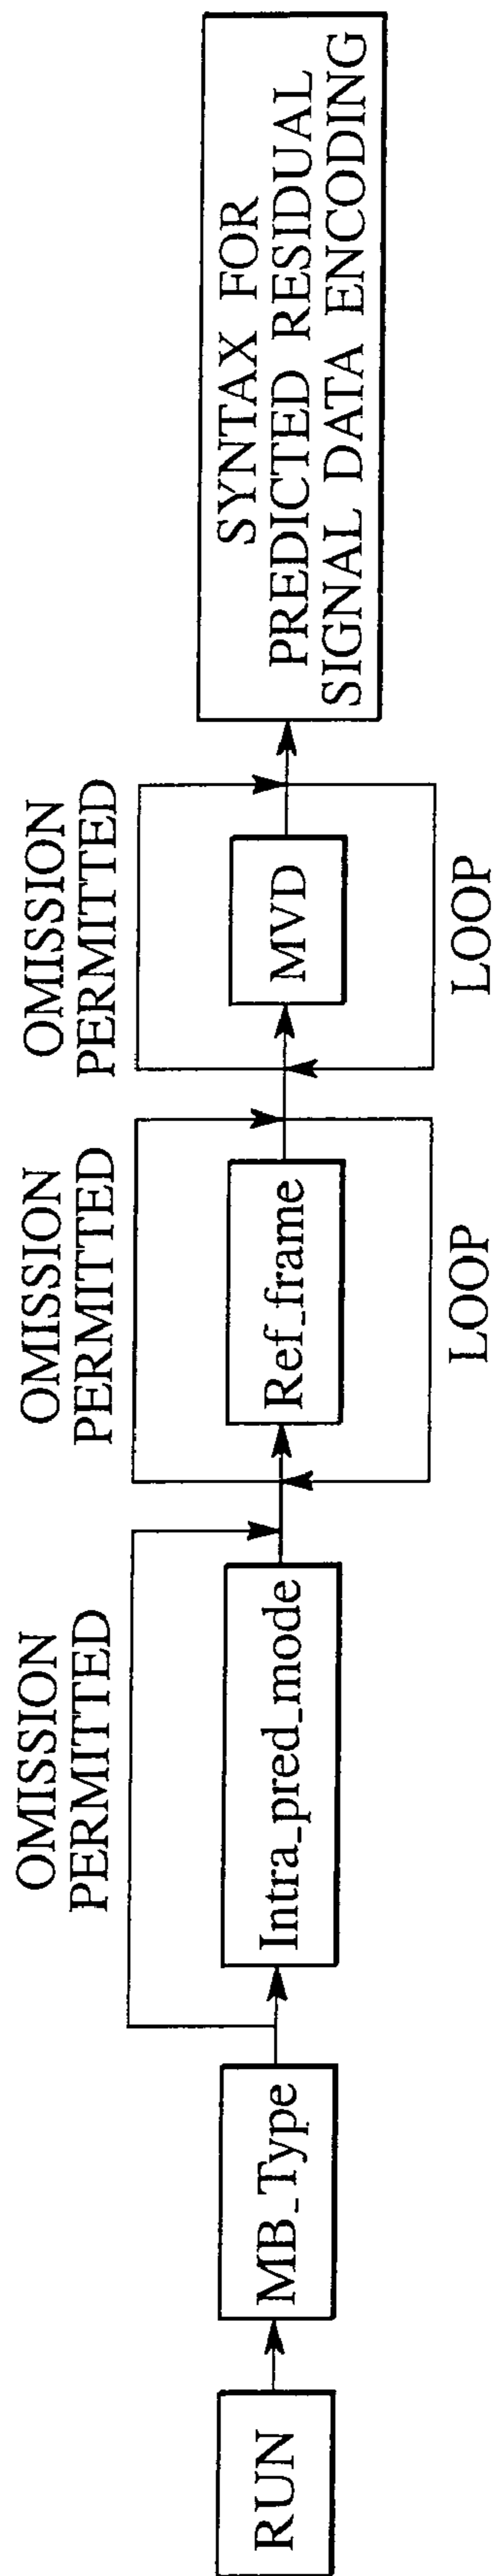 RUN
MB_Type
OMISSION
PERMITTED
Intra_pred_mode
OMISSION
PERMITTED
Ref_frame
LOOP
OMISSION
PERMITTED
MVD
LOOP
SYNTAX FOR
PREDICTED RESIDUAL
SIGNAL DATA ENCODING